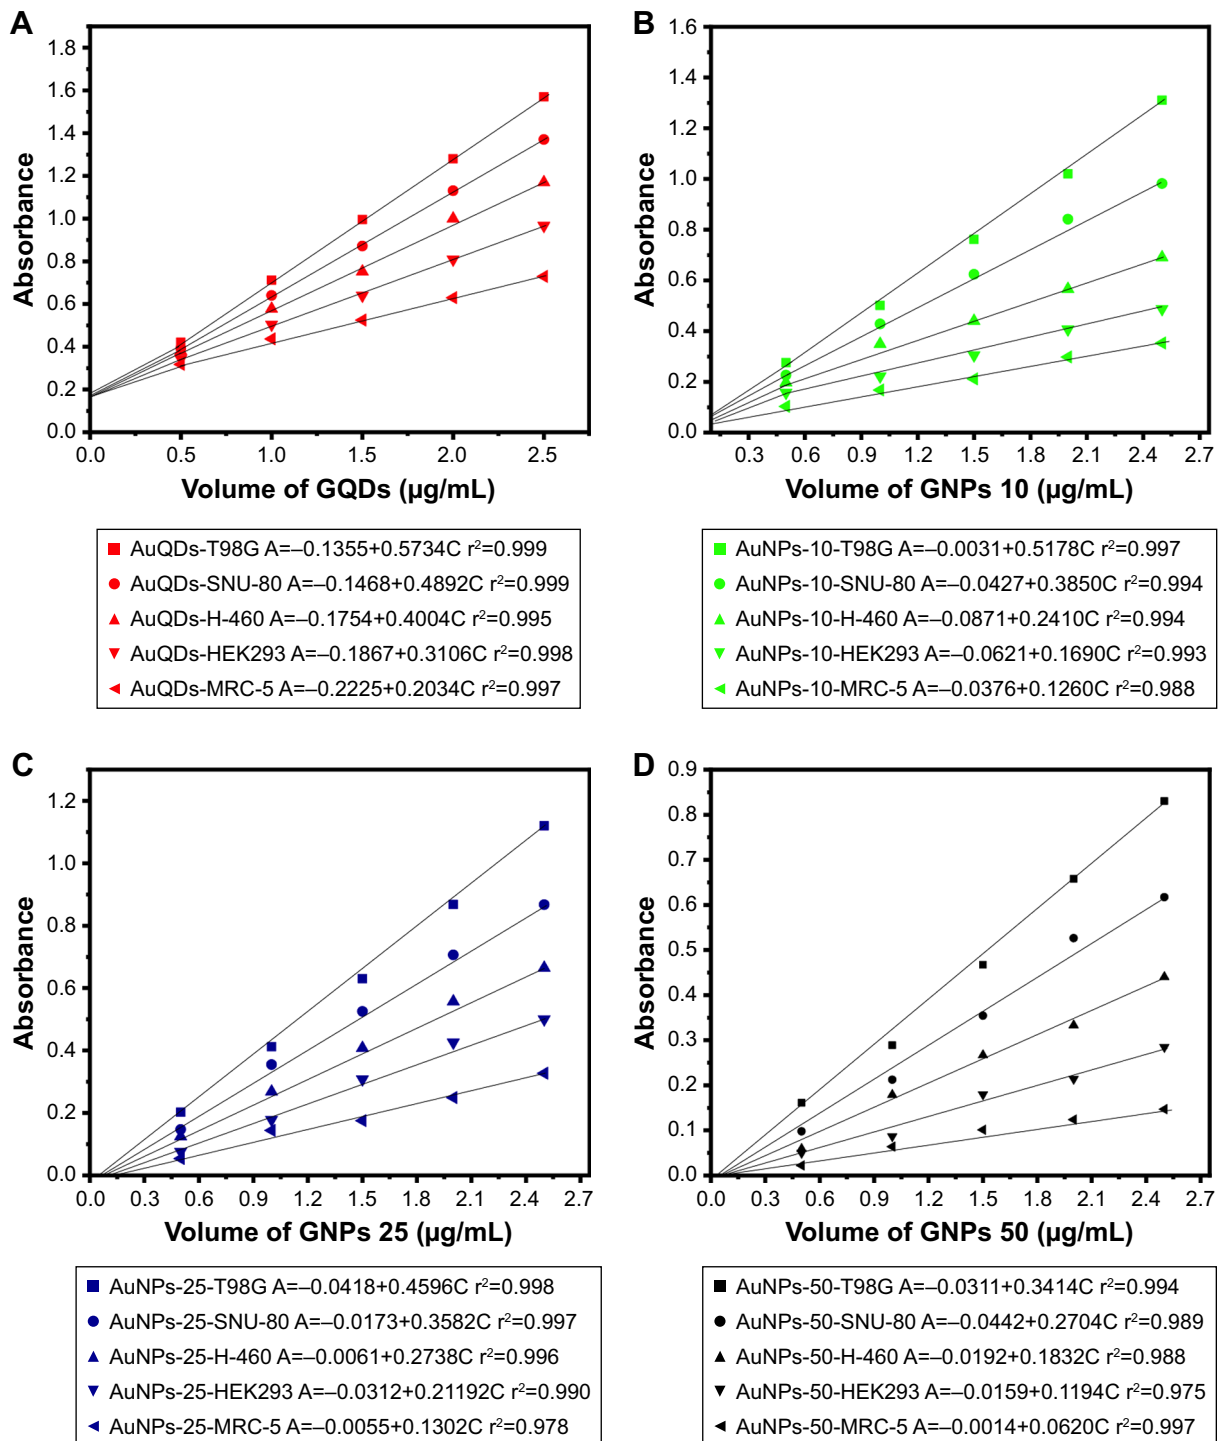 A
1.8
1.6
1.4
1.2
1.0
0.8
0.6
0.4
0.2
0.0
Absorbance
0.0 0.5 1.0 1.5 2.0 2.5
Volume of GQDs (µg/mL)
AuQDs-T98G A=–0.1355+0.5734C r²=0.999
AuQDs-SNU-80 A=–0.1468+0.4892C r²=0.999
AuQDs-H-460 A=–0.1754+0.4004C r²=0.995
AuQDs-HEK293 A=–0.1867+0.3106C r²=0.998
AuQDs-MRC-5 A=–0.2225+0.2034C r²=0.997
B
1.6
1.4
1.2
1.0
0.8
0.6
0.4
0.2
0.0
Absorbance
0.3 0.6 0.9 1.2 1.5 1.8 2.1 2.4 2.7
Volume of GNPs 10 (µg/mL)
AuNPs-10-T98G A=–0.0031+0.5178C r²=0.997
AuNPs-10-SNU-80 A=–0.0427+0.3850C r²=0.994
AuNPs-10-H-460 A=–0.0871+0.2410C r²=0.994
AuNPs-10-HEK293 A=–0.0621+0.1690C r²=0.993
AuNPs-10-MRC-5 A=–0.0376+0.1260C r²=0.988
C
1.2
1.0
0.8
0.6
0.4
0.2
0.0
Absorbance
0.0 0.3 0.6 0.9 1.2 1.5 1.8 2.1 2.4 2.7
Volume of GNPs 25 (µg/mL)
AuNPs-25-T98G A=–0.0418+0.4596C r²=0.998
AuNPs-25-SNU-80 A=–0.0173+0.3582C r²=0.997
AuNPs-25-H-460 A=–0.0061+0.2738C r²=0.996
AuNPs-25-HEK293 A=–0.0312+0.21192C r²=0.990
AuNPs-25-MRC-5 A=–0.0055+0.1302C r²=0.978
D
0.9
0.8
0.7
0.6
0.5
0.4
0.3
0.2
0.1
0.0
Absorbance
0.0 0.3 0.6 0.9 1.2 1.5 1.8 2.1 2.4 2.7
Volume of GNPs 50 (µg/mL)
AuNPs-50-T98G A=–0.0311+0.3414C r²=0.994
AuNPs-50-SNU-80 A=–0.0442+0.2704C r²=0.989
AuNPs-50-H-460 A=–0.0192+0.1832C r²=0.988
AuNPs-50-HEK293 A=–0.0159+0.1194C r²=0.975
AuNPs-50-MRC-5 A=–0.0014+0.0620C r²=0.997